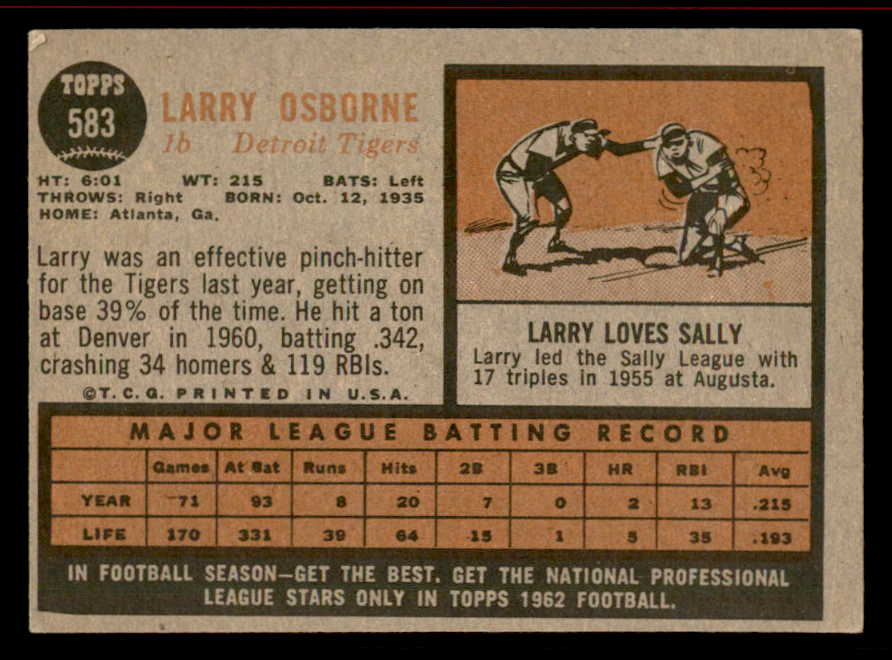 TOPPS
583
LARRY OSBORNE
1b Detroit Tigers
HT: 6:01 WT: 215 BATS: Left
THROWS: Right BORN: Oct. 12, 1935
HOME: Atlanta, Ga.
Larry was an effective pinch-hitter
for the Tigers last year, getting on
base 39% of the time. He hit a ton
at Denver in 1960, batting .342,
crashing 34 homers & 119 RBIs.
©T.C.G. PRINTED IN U.S.A.
LARRY LOVES SALLY
Larry led the Sally League with
17 triples in 1955 at Augusta.
MAJOR LEAGUE BATTING RECORD
Games At Bat Runs Hits 2B 3B HR RBI Avg
YEAR 71 93 8 20 7 0 2 13 .215
LIFE 170 331 39 64 15 1 5 35 .193
IN FOOTBALL SEASON—GET THE BEST. GET THE NATIONAL PROFESSIONAL
LEAGUE STARS ONLY IN TOPPS 1962 FOOTBALL.